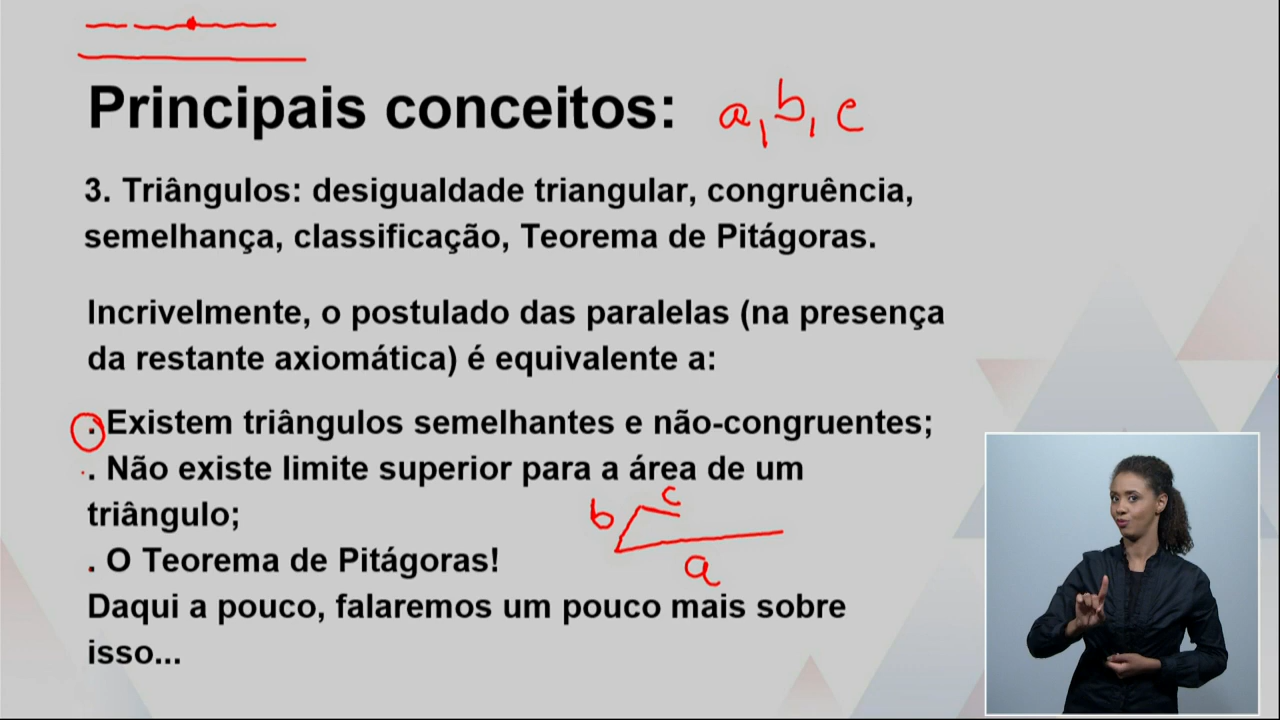 Principais conceitos: a, b, c
3. Triângulos: desigualdade triangular, congruência,
semelhança, classificação, Teorema de Pitágoras.
Incrivelmente, o postulado das paralelas (na presença
da restante axiomática) é equivalente a:
. Existem triângulos semelhantes e não-congruentes;
. Não existe limite superior para a área de um
triângulo;
b c
a
. O Teorema de Pitágoras!
Daqui a pouco, falaremos um pouco mais sobre
isso...